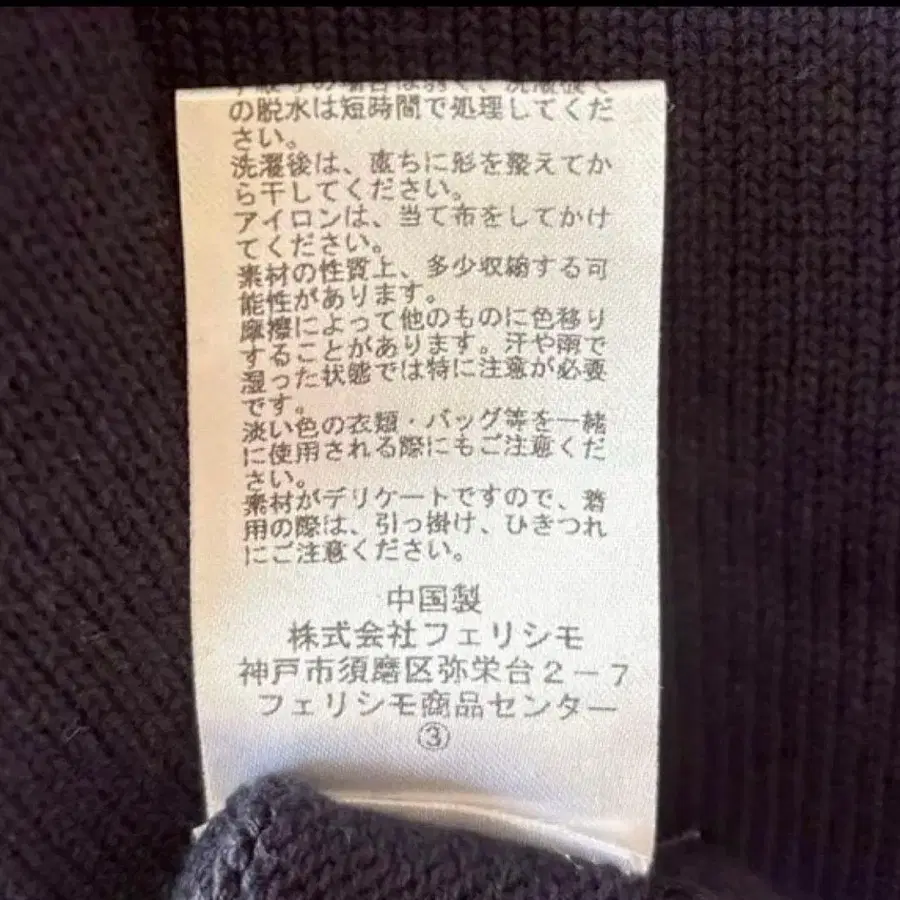 の脱水は短時間で処理してくだ
さい。
洗濯後は、直ちに形を整えてか
ら干してください。
アイロンは、当て布をしてかけ
てください。
素材の性質上、多少収縮する可
能性があります。
摩擦によって他のものに色移り
することがあります。汗や雨で
湿った状態では特に注意が必要
です。
淡い色の衣類・バッグ等を一緒
に使用される際にもご注意くだ
さい。
素材がデリケートですので、着
用の際は、引っ掛け、ひきつれ
にご注意ください。
中国製
株式会社フェリシモ
神戸市須磨区弥栄台2-7
フェリシモ商品センター
③